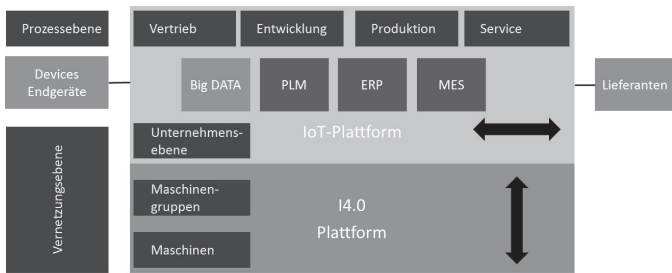 Prozessebene
Vertrieb
Entwicklung
Produktion
Service
Devices
Endgeräte
Big DATA
PLM
ERP
MES
Lieferanten
Unternehmens-
ebene
IoT-Plattform
Vernetzungsebene
Maschinen-
gruppen
I4.0
Plattform
Maschinen